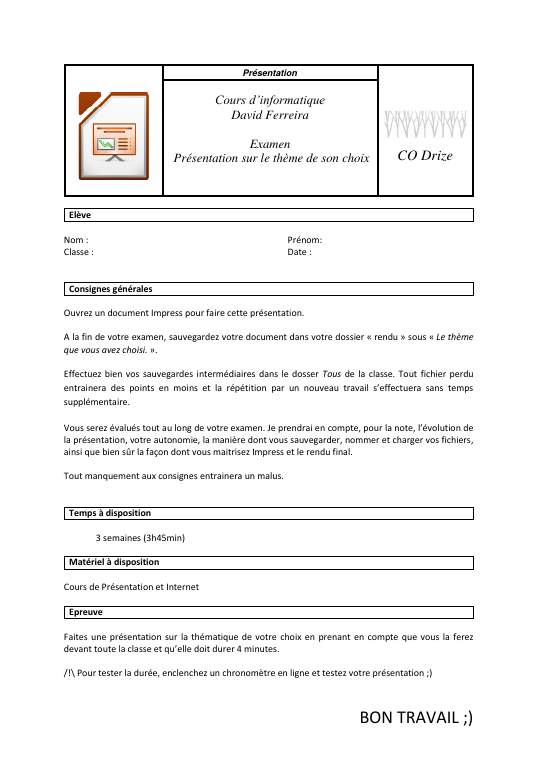 Présentation
Cours d'informatique
David Ferreira
Examen
Présentation sur le thème de son choix
CO Drize
Elève
Nom :
Prénom:
Classe :
Date :
Consignes générales
Ouvrez un document Impress pour faire cette présentation.
A la fin de votre examen, sauvegardez votre document dans votre dossier « rendu » sous « Le thème
que vous avez choisi. ».
Effectuez bien vos sauvegardes intermédiaires dans le dosser Tous de la classe. Tout fichier perdu
entrainera des points en moins et la répétition par un nouveau travail s'effectuera sans temps
supplémentaire.
Vous serez évalués tout au long de votre examen. Je prendrai en compte, pour la note, l'évolution de
la présentation, votre autonomie, la manière dont vous sauvegarder, nommer et charger vos fichiers,
ainsi que bien sûr la façon dont vous maitrisez Impress et le rendu final.
Tout manquement aux consignes entrainera un malus.
Temps à disposition
3 semaines (3h45min)
Matériel à disposition
Cours de Présentation et Internet
Epreuve
Faites une présentation sur la thématique de votre choix en prenant en compte que vous la ferez
devant toute la classe et qu'elle doit durer 4 minutes.
/!\ Pour tester la durée, enclenchez un chronomètre en ligne et testez votre présentation ;)
BON TRAVAIL ;)